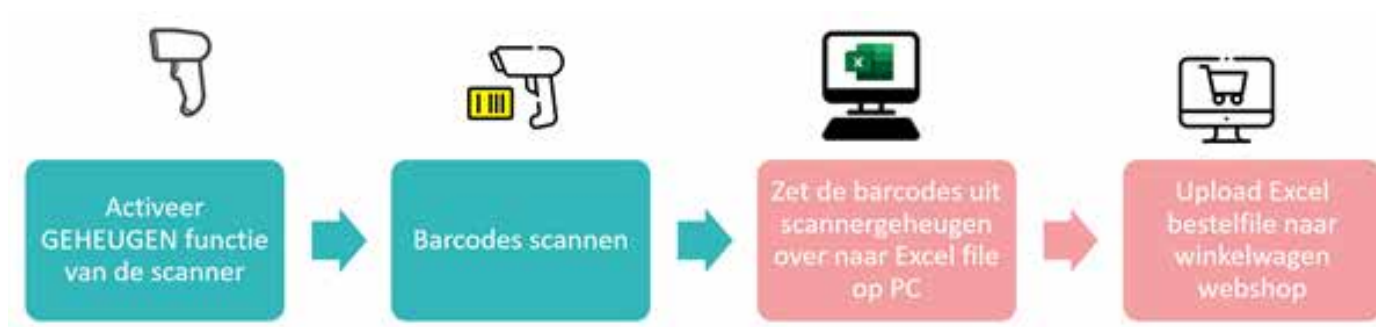 Activeer
GEHEUGEN functie
van de scanner
Barcodes scannen
Zet de barcodes uit
scannergeheugen
over naar Excel file
op PC
Upload Excel
bestelfile naar
winkelwagen
webshop